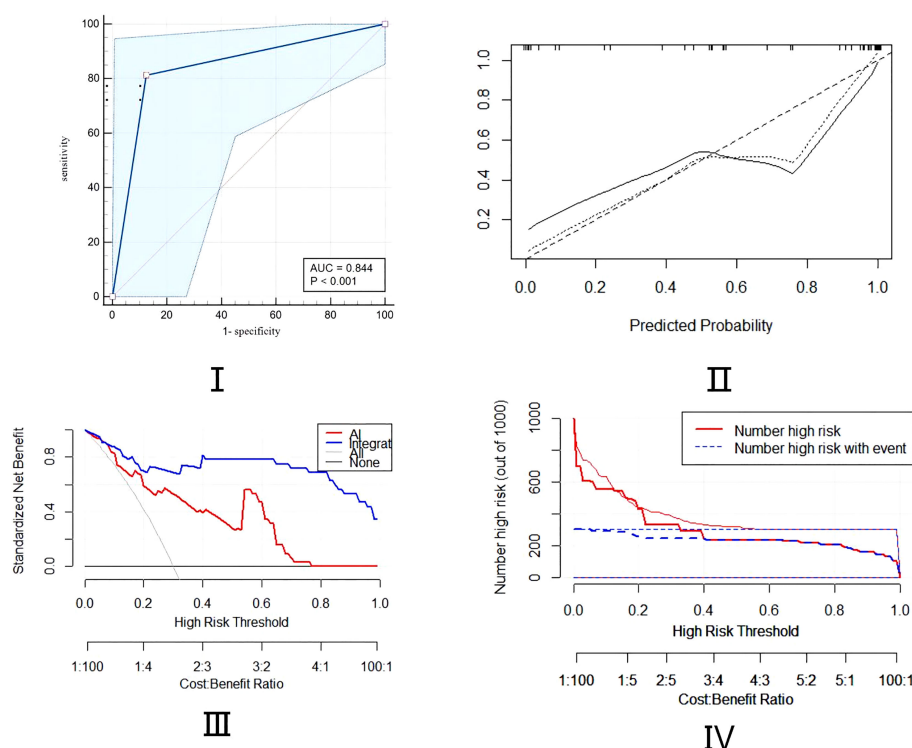 100
80
60
40
20
0
sensitivity
AUC = 0.844
P < 0.001
0 20 40 60 80 100
1- specificity
I
1.0
0.8
0.6
0.4
0.2
0.0 0.2 0.4 0.6 0.8 1.0
Predicted Probability
II
Standardized Net Benefit
0.8
0.4
0.0
AI
Integrat
All
None
0.0 0.2 0.4 0.6 0.8 1.0
High Risk Threshold
1:100 1:4 2:3 3:2 4:1 100:1
Cost:Benefit Ratio
III
Number high risk (out of 1000)
1000
600
200
0
Number high risk
Number high risk with event
0.0 0.2 0.4 0.6 0.8 1.0
High Risk Threshold
1:100 1:5 2:5 3:4 4:3 5:2 5:1 100:1
Cost:Benefit Ratio
IV